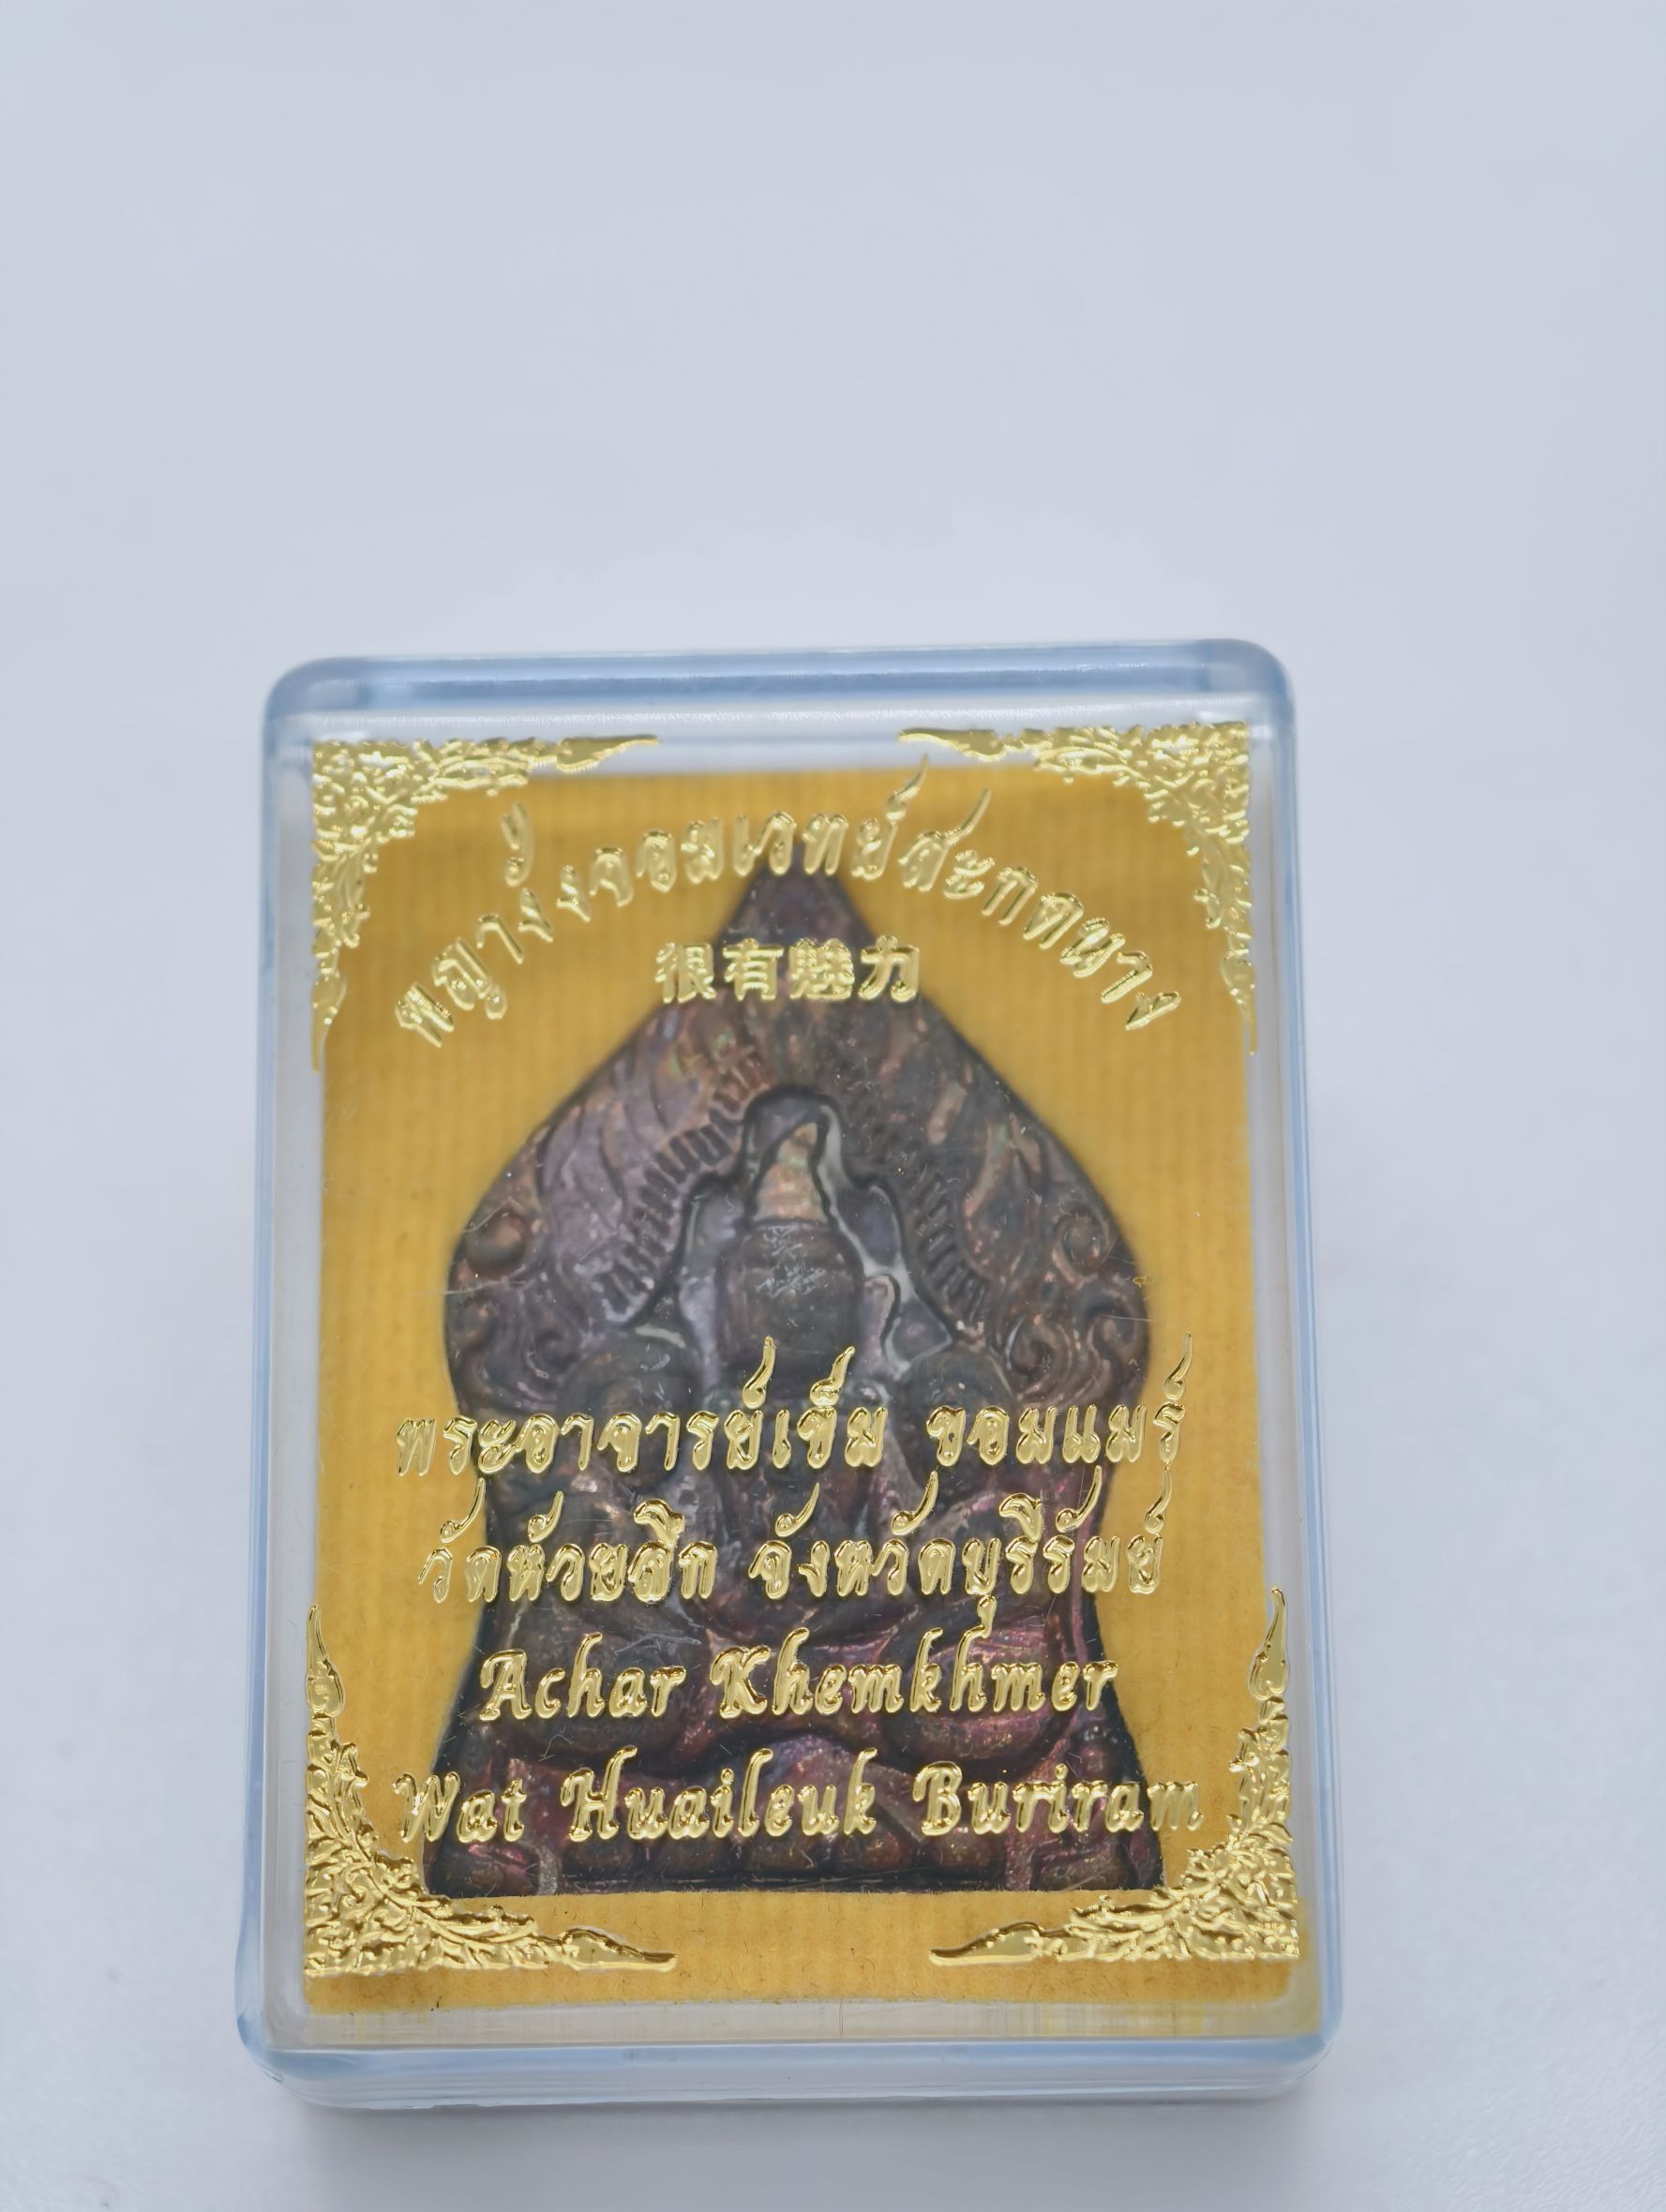 พญางั่งจอมเวทย์สะกดนาง
很有魅力
พระอาจารย์เข็ม ขอมแมร์
วัดห้วยลึก จังหวัดบุรีรัมย์
Achar Khemkhmer
Wat Huaileuk Buriram